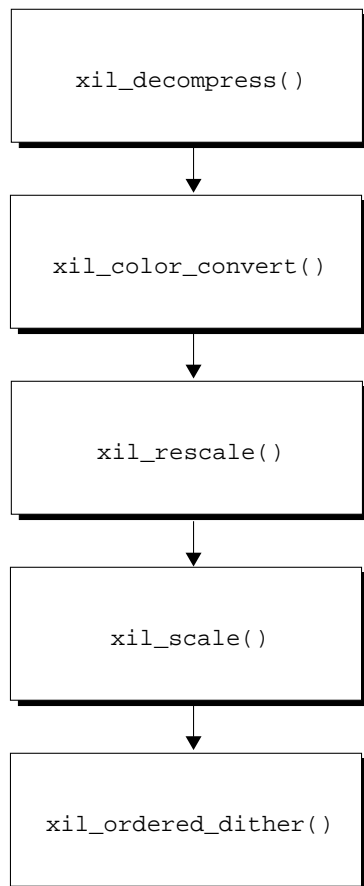 xil_decompress()
xil_color_convert()
xil_rescale()
xil_scale()
xil_ordered_dither()